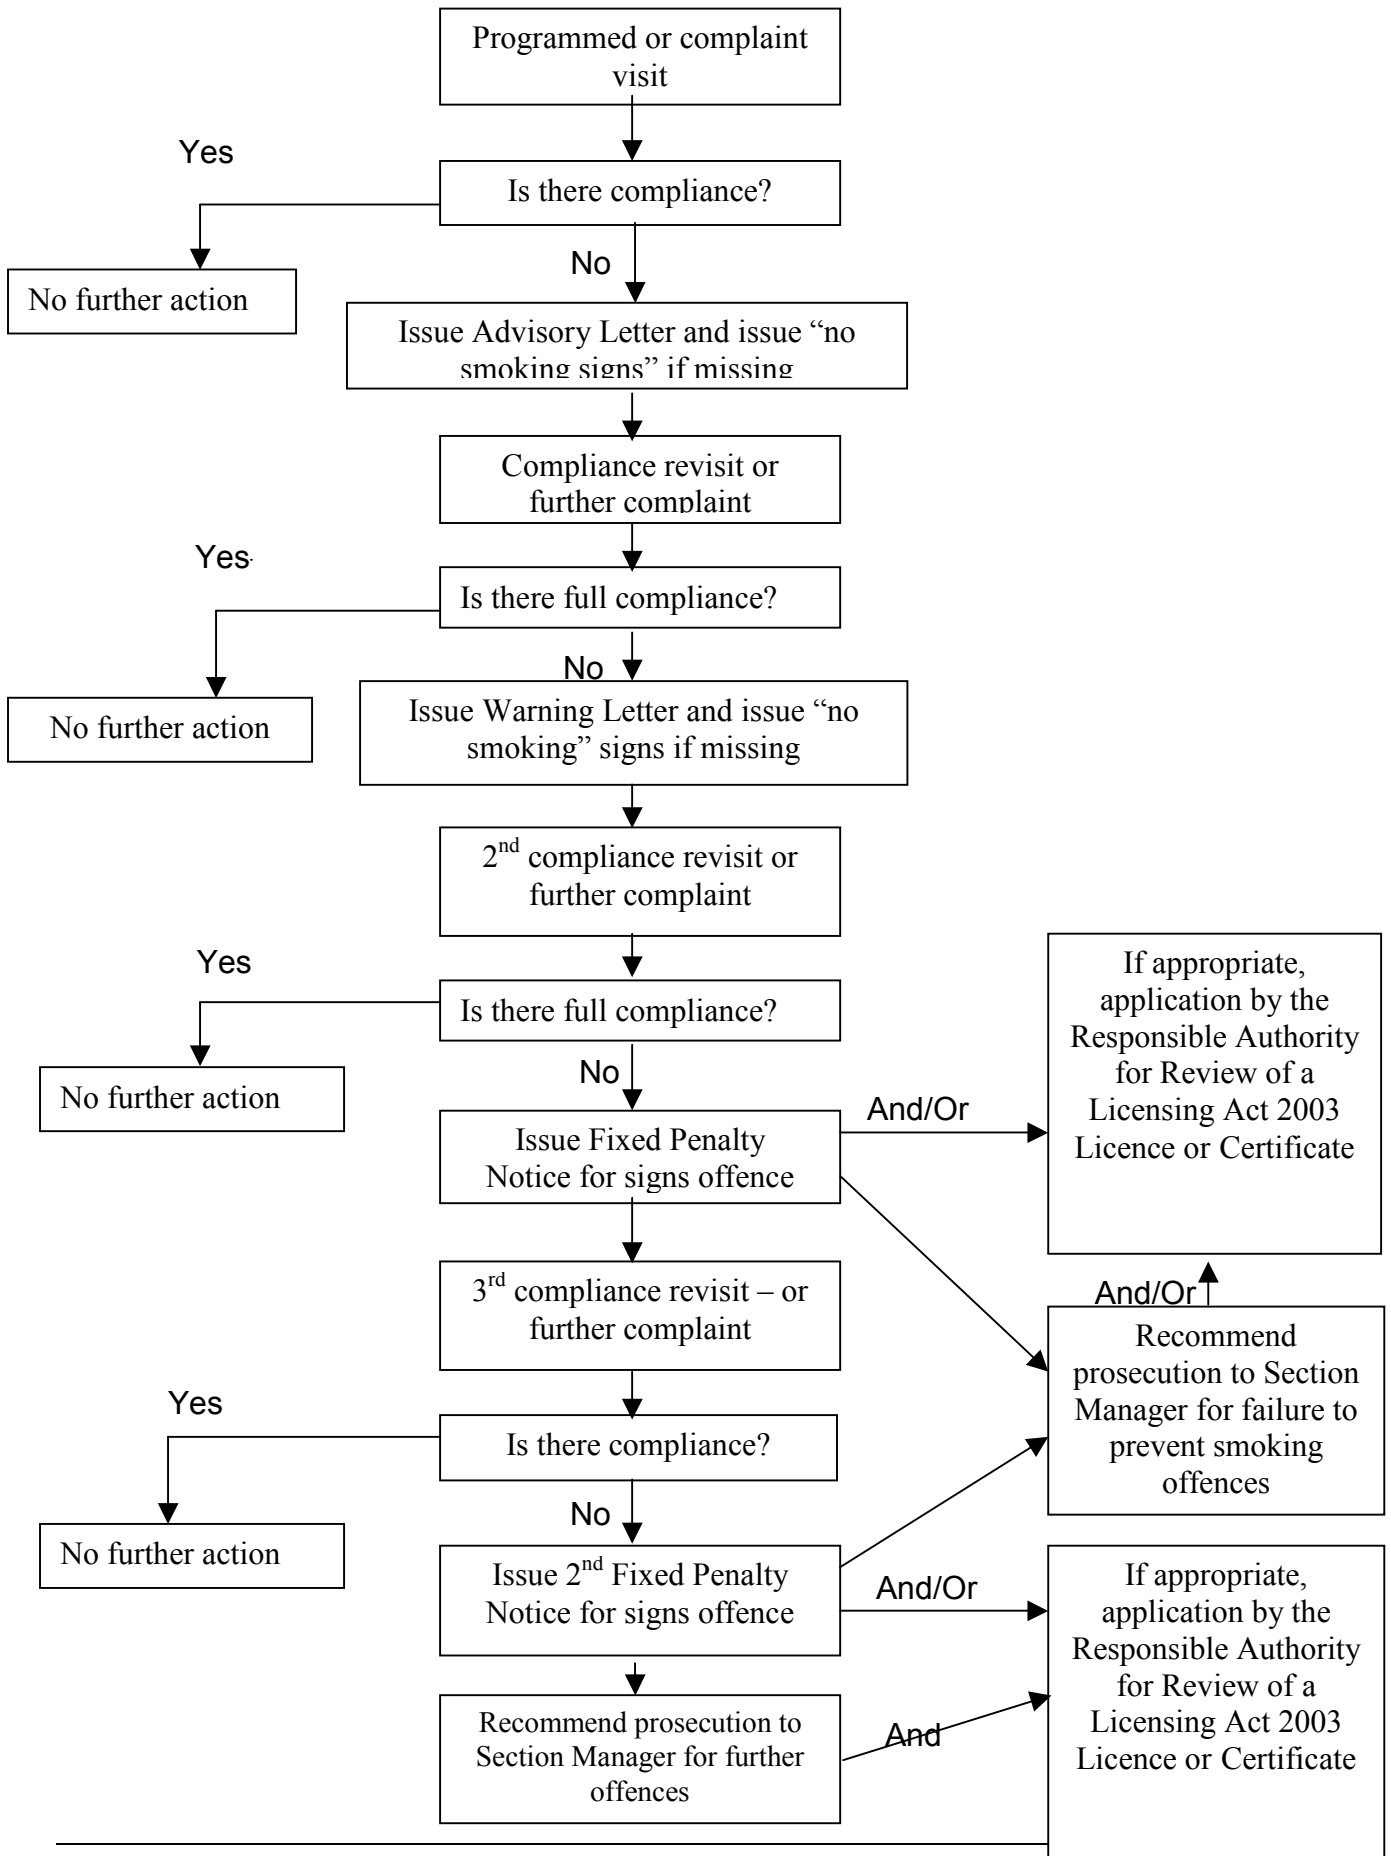 Programmed or complaint
visit
Yes
Is there compliance?
No
No further action
Issue Advisory Letter and issue “no
smoking signs” if missing
Compliance revisit or
further complaint
Yes
Is there full compliance?
No
No further action
Issue Warning Letter and issue “no
smoking” signs if missing
2nd compliance revisit or
further complaint
Yes
Is there full compliance?
No
No further action
Issue Fixed Penalty
Notice for signs offence
And/Or
If appropriate,
application by the
Responsible Authority
for Review of a
Licensing Act 2003
Licence or Certificate
3rd compliance revisit – or
further complaint
And/Or
Recommend
prosecution to Section
Manager for failure to
prevent smoking
offences
Yes
Is there compliance?
No
No further action
Issue 2nd Fixed Penalty
Notice for signs offence
And/Or
If appropriate,
application by the
Responsible Authority
for Review of a
Licensing Act 2003
Licence or Certificate
Recommend prosecution to
Section Manager for further
offences
And